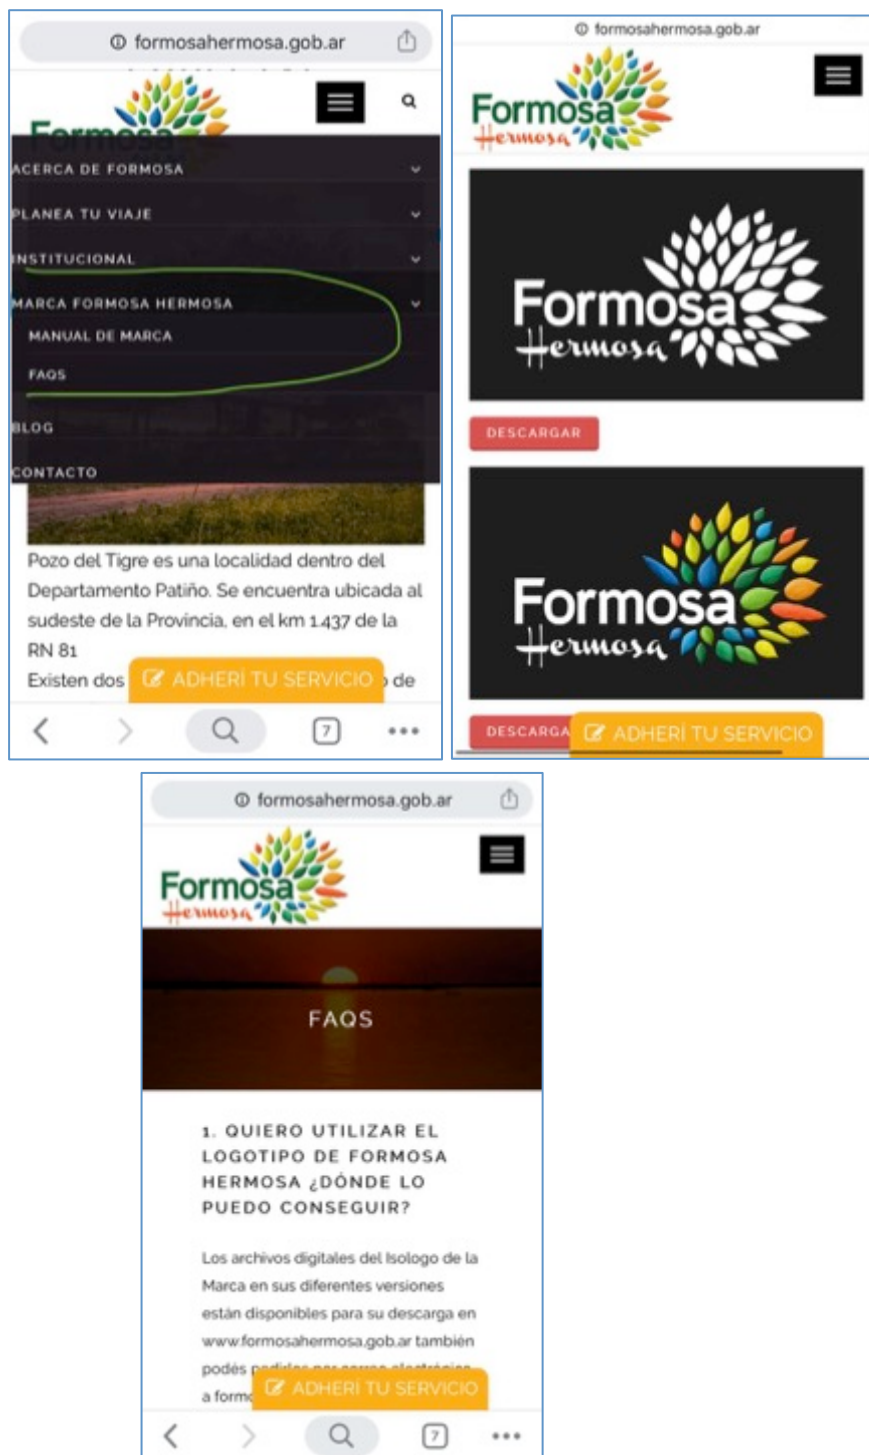 formosahermosa.gob.ar
Formosa
ACERCA DE FORMOSA
PLANEA TU VIAJE
INSTITUCIONAL
MARCA FORMOSA HERMOSA
MANUAL DE MARCA
FAQS
BLOG
CONTACTO
Pozo del Tigre es una localidad dentro del
Departamento Patiño. Se encuentra ubicada al
sudeste de la Provincia, en el km 1.437 de la
RN 81
Existen dos
de
ADHERÍ TU SERVICIO
7
formosahermosa.gob.ar
Formosa
Hermosa
Formosa
Hermosa
DESCARGAR
Formosa
Hermosa
DESCARGA
ADHERÍ TU SERVICIO
formosahermosa.gob.ar
Formosa
Hermosa
FAQS
1. QUIERO UTILIZAR EL
LOGOTIPO DE FORMOSA
HERMOSA ¿DÓNDE LO
PUEDO CONSEGUIR?
Los archivos digitales del Isologo de la
Marca en sus diferentes versiones
están disponibles para su descarga en
www.formosahermosa.gob.ar también
podés
a
ADHERÍ TU SERVICIO
7